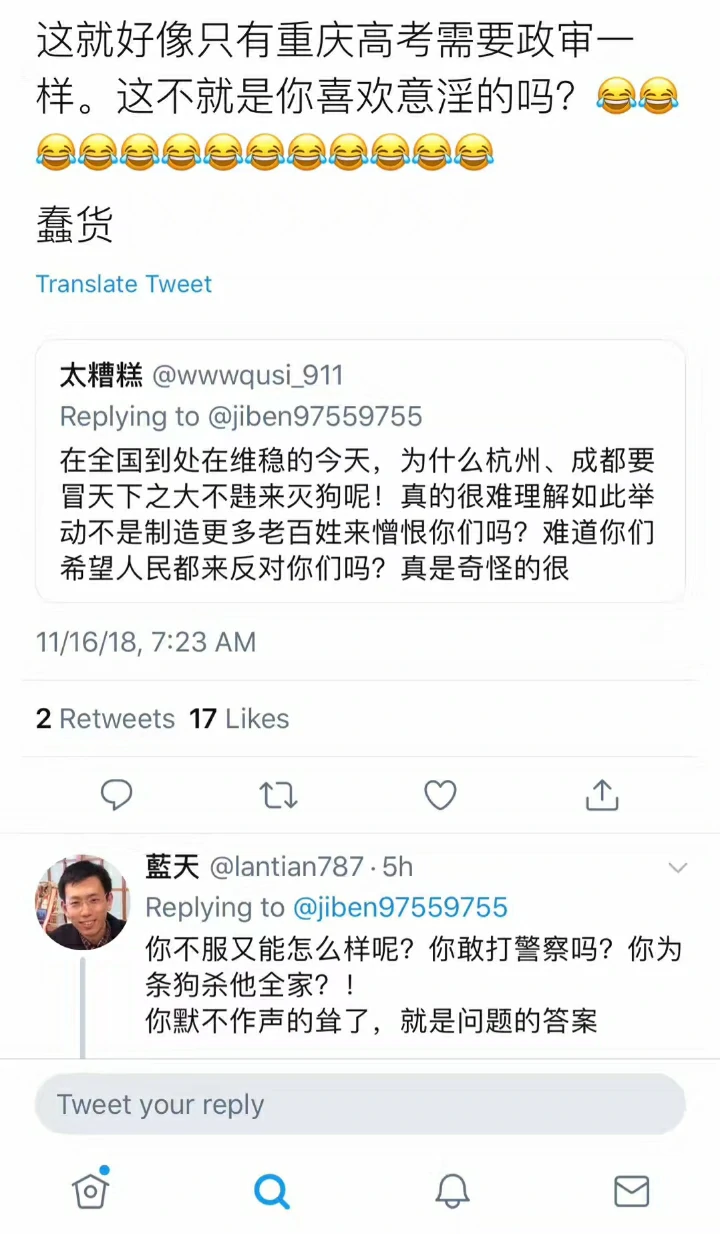 这就好像只有重庆高考需要政审一
样。这不就是你喜欢意淫的吗？😂😂
😂😂😂😂😂😂😂😂😂😂😂
蠢货
Translate Tweet
太糟糕 @wwwqusi_911
Replying to @jiben97559755
在全国到处在维稳的今天，为什么杭州、成都要
冒天下之大不韪来灭狗呢！真的很难理解如此举
动不是制造更多老百姓来憎恨你们吗？难道你们
希望人民都来反对你们吗？真是奇怪的很
11/16/18, 7:23 AM
2 Retweets 17 Likes
藍天 @lantian787 · 5h
Replying to @jiben97559755
你不服又能怎么样呢？你敢打警察吗？你为
条狗杀他全家？！
你默不作声的耸了，就是问题的答案
Tweet your reply